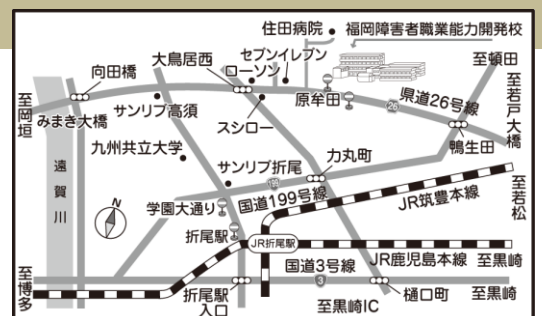 住田病院
福岡障害者職業能力開発校
セブンイレブン
大鳥居西
ローソン
至頓田
向田橋
至岡垣
みまき大橋
サンリブ高須
スシロー
原牟田
26
県道26号線
至若戸大橋
九州共立大学
サンリブ折尾
力丸町
鴨生田
遠賀川
N
学園大通り
199
国道199号線
JR筑豊本線
至若松
折尾駅
JR折尾駅
JR鹿児島本線
至黒崎
至博多
折尾駅入口
国道3号線
3
至黒崎IC
樋口町
至黒崎